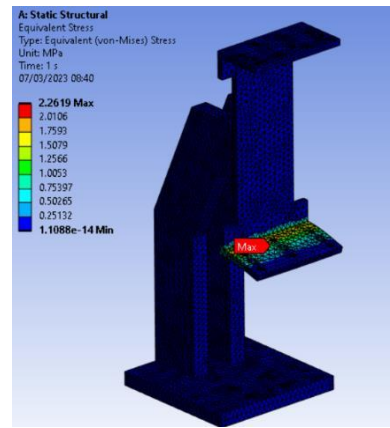 A: Static Structural
Equivalent Stress
Type: Equivalent (von-Mises) Stress
Unit: MPa
Time: 1 s
07/03/2023 08:40
2.2619 Max
2.0106
1.7593
1.5079
1.2566
1.0053
0.75397
0.50265
0.25132
1.1088e-14 Min
Max